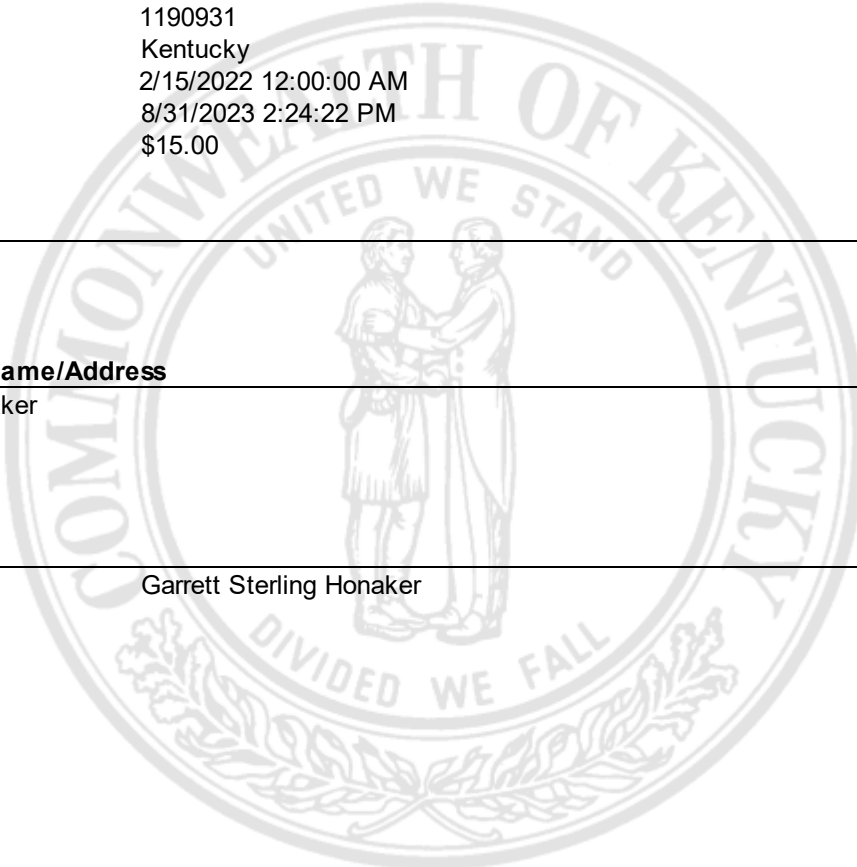 1190931
Kentucky
2/15/2022 12:00:00 AM
8/31/2023 2:24:22 PM
$15.00
COMMONWEALTH OF KENTUCKY
UNITED WE STAND
ame/Address
ker
Garrett Sterling Honaker
DIVIDED WE FALL